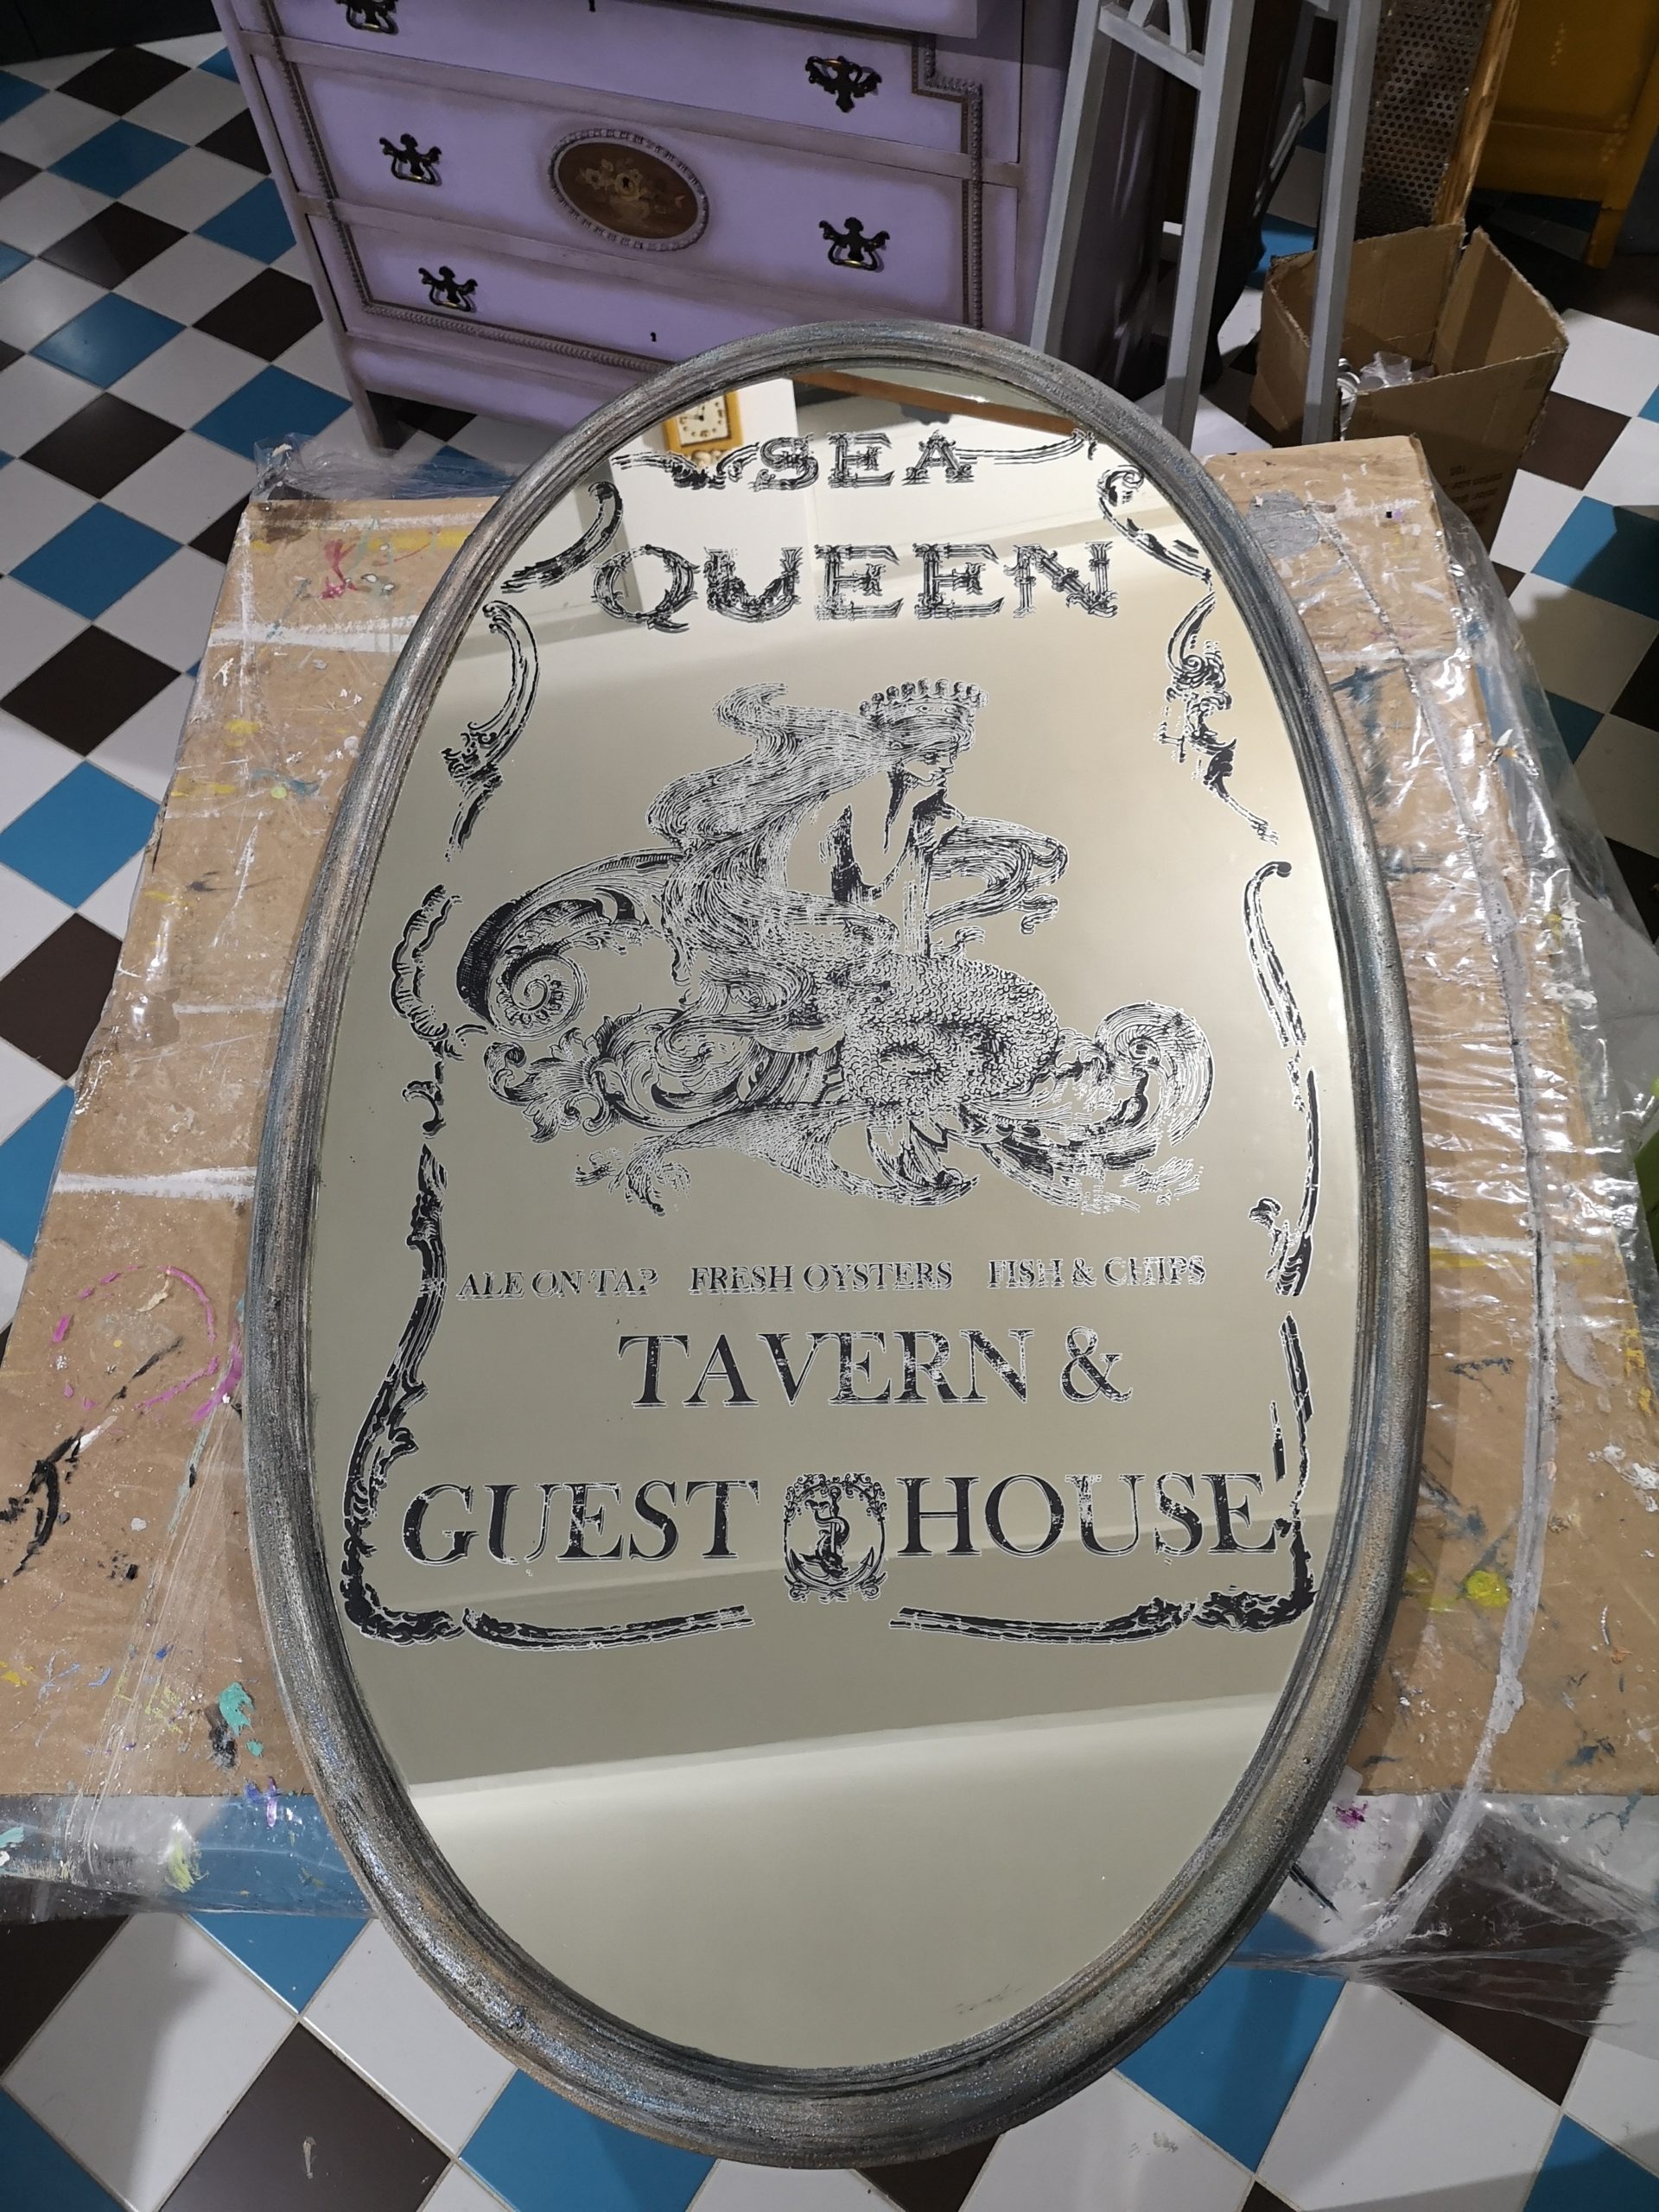 SEA
QUEEN
ALE ON TAP FRESH OYSTERS FISH & CHIPS
TAVERN &
GUEST HOUSE